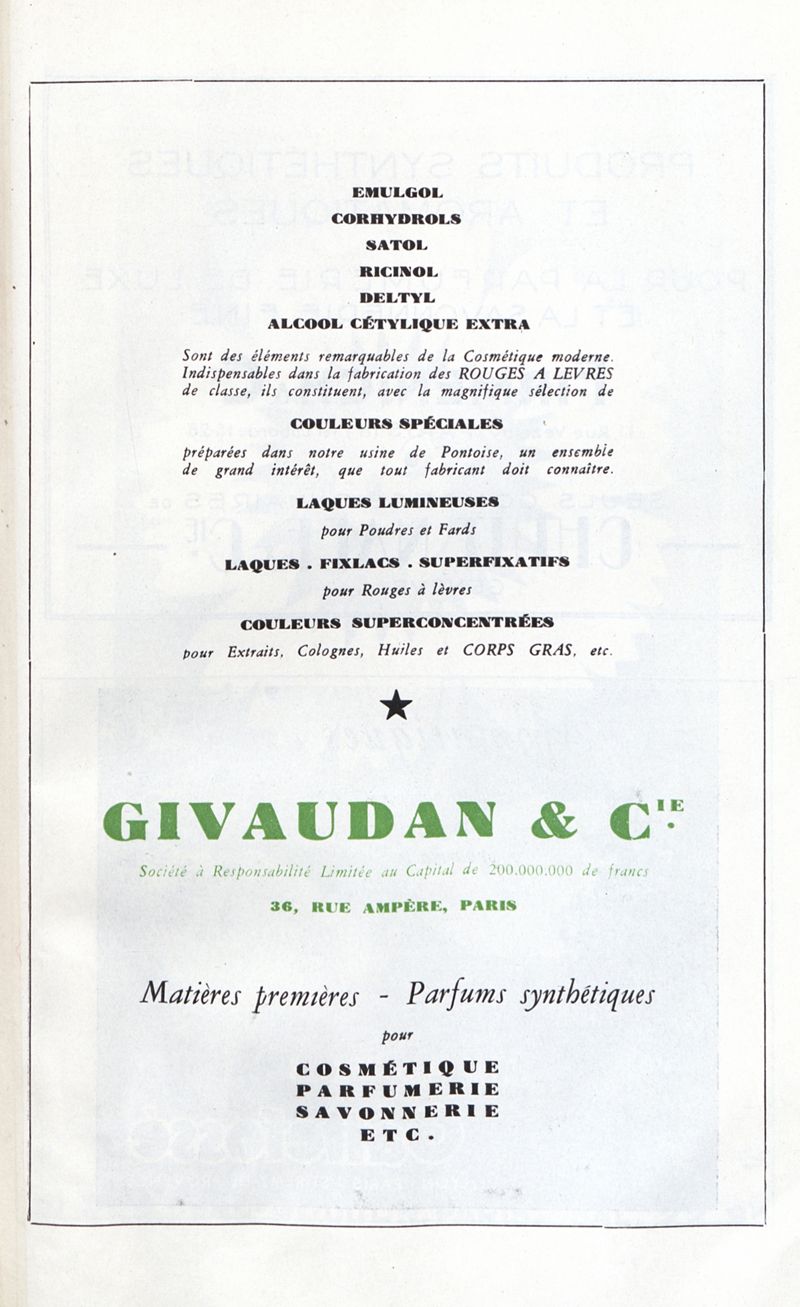 EMULGOL
CORHYDROLS
SATOL
RICINOL
DELTYL
ALCOOL CÉTYLIQUE EXTRA
Sont des éléments remarquables de la Cosmétique moderne.
Indispensables dans la fabrication des ROUGES A LEVRES
de classe, ils constituent, avec la magnifique sélection de
COULEURS SPÉCIALES
préparées dans notre usine de Pontoise, un ensemble
de grand intérêt, que tout fabricant doit connaître.
LAQUES LUMINEUSES
pour Poudres et Fards
LAQUES . FIXLACS . SUPERFIXATIFS
pour Rouges à lèvres
COULEURS SUPERCONCENTRÉES
pour Extraits, Colognes, Huiles et CORPS GRAS, etc.
GIVAUDAN & CIE
Société à Responsabilité Limitée au Capital de 200.000.000 de francs
36, RUE AMPÈRE, PARIS
Matières premières - Parfums synthétiques
pour
COSMÉTIQUE
PARFUMERIE
SAVONNERIE
ETC.